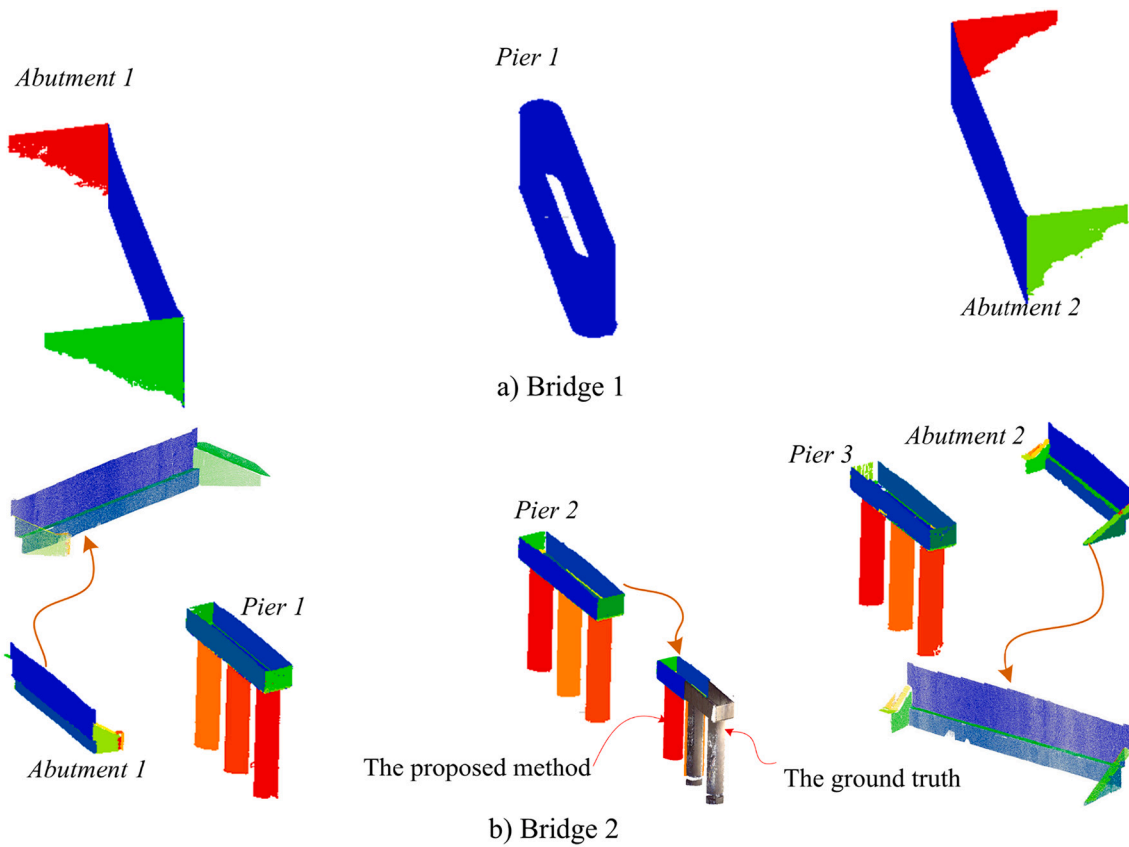 Abutment 1
Pier 1
Abutment 2
a) Bridge 1
Abutment 1
Pier 1
Pier 2
Pier 3
Abutment 2
The proposed method
The ground truth
b) Bridge 2